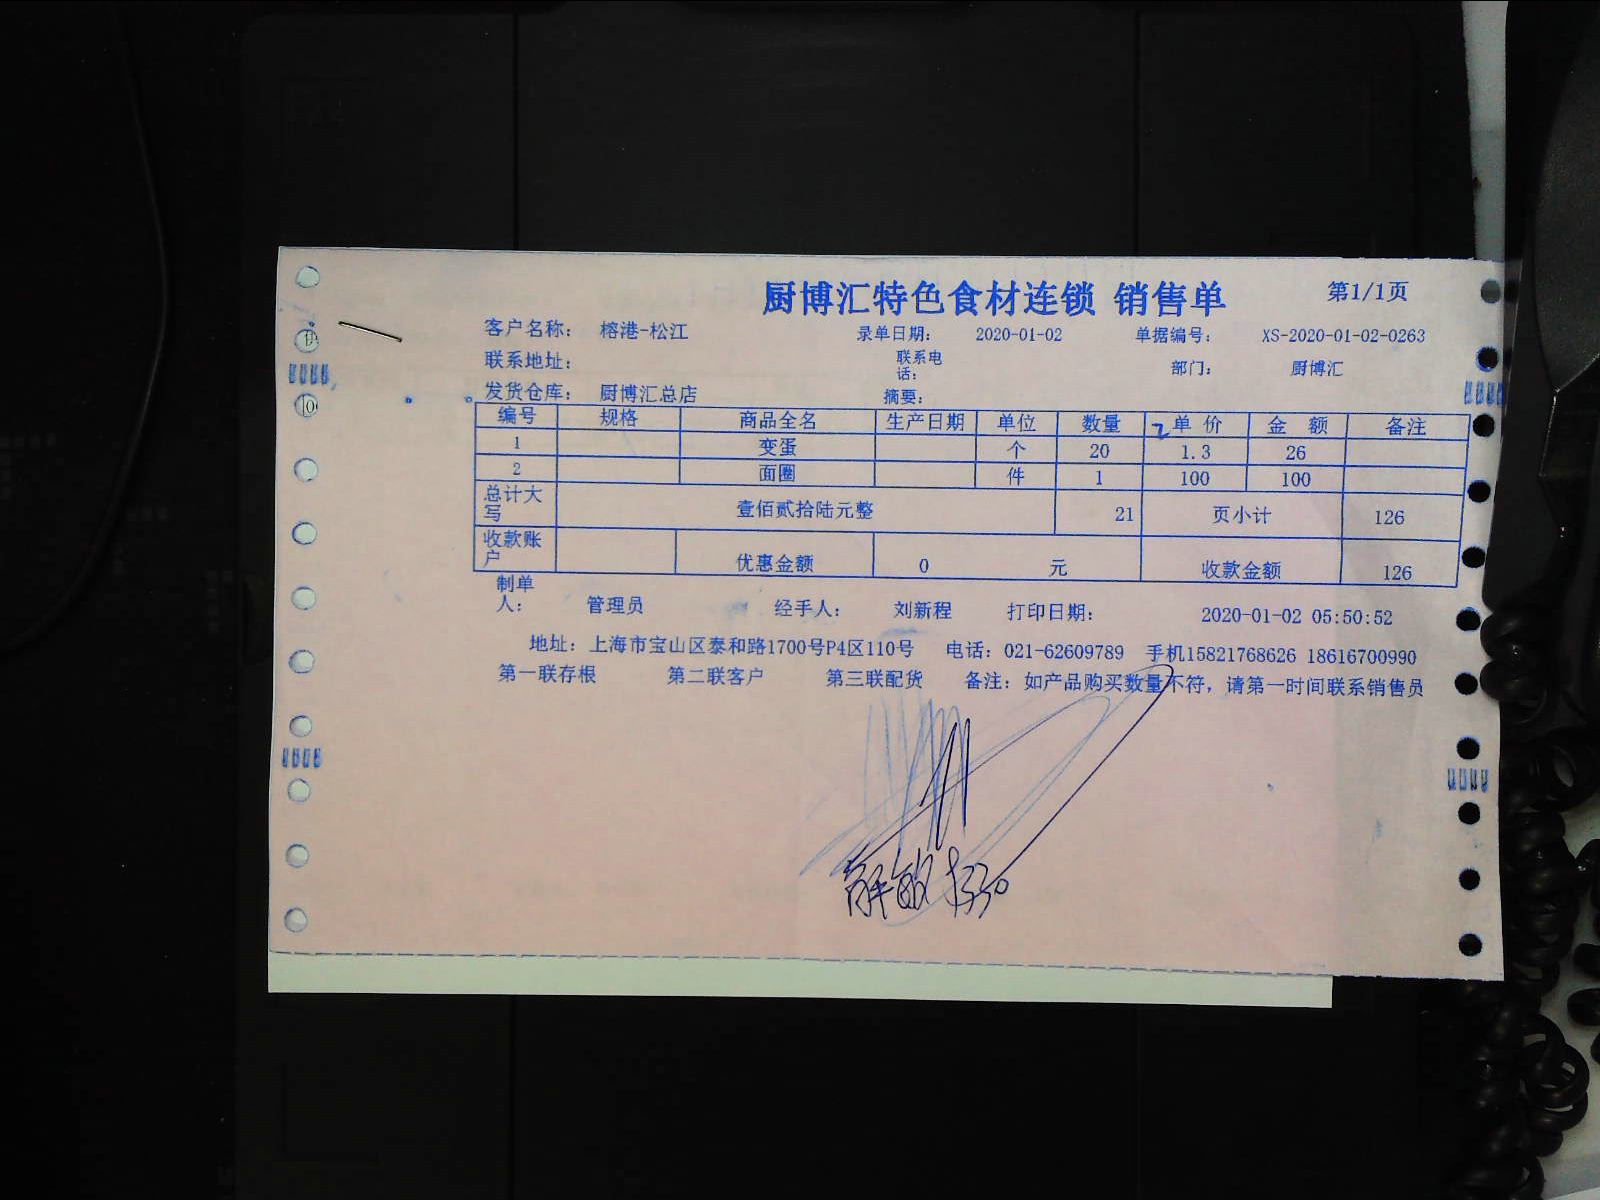 厨博汇特色食材连锁 销售单 第1/1页
客户名称： 榕港-松江 录单日期： 2020-01-02 单据编号： XS-2020-01-02-0263
联系地址： 联系电话： 部门： 厨博汇
发货仓库： 厨博汇总店 摘要：
编号 规格 商品全名 生产日期 单位 数量 单 价 金 额 备注
1 变蛋 个 20 1.3 26
2 面圈 件 1 100 100
总计大写 壹佰贰拾陆元整 21 页小计 126
收款账户 优惠金额 0 元 收款金额 126
制单人： 管理员 经手人： 刘新程 打印日期： 2020-01-02 05:50:52
地址：上海市宝山区泰和路1700号P4区110号 电话：021-62609789 手机15821768626 18616700990
第一联存根 第二联客户 第三联配货 备注：如产品购买数量不符，请第一时间联系销售员